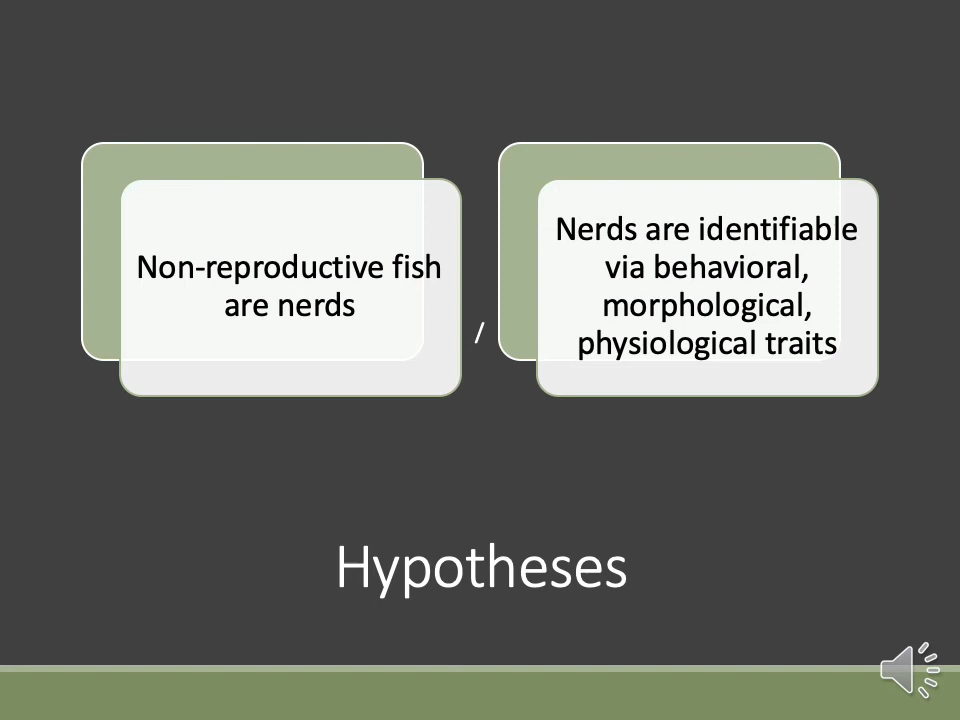 Non-reproductive fish
are nerds
/
Nerds are identifiable
via behavioral,
morphological,
physiological traits
Hypotheses